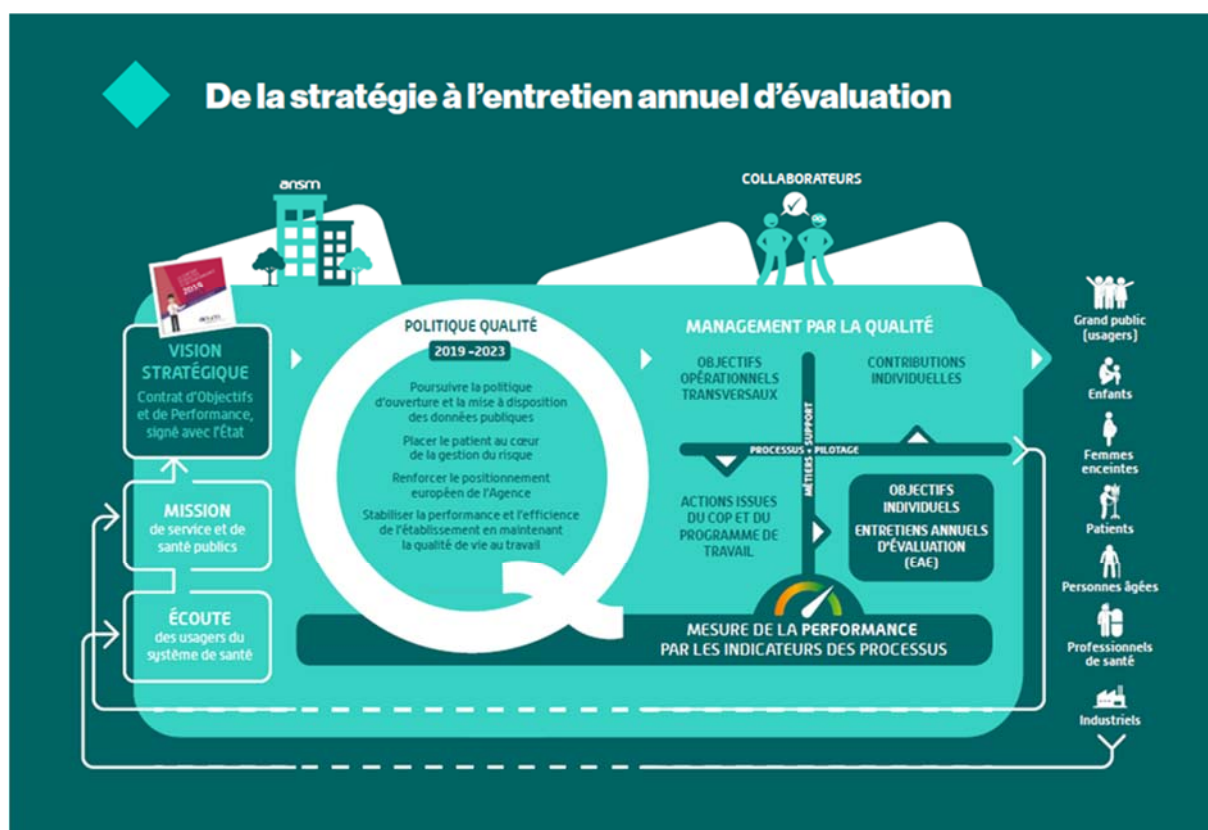 De la stratégie à l'entretien annuel d'évaluation
ansm
COLLABORATEURS
2019
VISION
STRATÉGIQUE
Contrat d'Objectifs
et de Performance,
signé avec l'État
MISSION
de service et de
santé publics
ÉCOUTE
des usagers du
système de santé
POLITIQUE QUALITÉ
2019 -2023
Poursuivre la politique
d'ouverture et la mise à disposition
des données publiques
Placer le patient au cœur
de la gestion du risque
Renforcer le positionnement
européen de l'Agence
Stabiliser la performance et l'efficience
de l'établissement en maintenant
la qualité de vie au travail
MANAGEMENT PAR LA QUALITÉ
OBJECTIFS
OPÉRATIONNELS
TRANSVERSAUX
CONTRIBUTIONS
INDIVIDUELLES
PROCESSUS + PILOTAGE
MÉTIERS + SUPPORT
ACTIONS ISSUES
DU COP ET DU
PROGRAMME DE
TRAVAIL
OBJECTIFS
INDIVIDUELS
ENTRETIENS ANNUELS
D'ÉVALUATION
(EAE)
MESURE DE LA PERFORMANCE
PAR LES INDICATEURS DES PROCESSUS
Grand public
(usagers)
Enfants
Femmes
enceintes
Patients
Personnes âgées
Professionnels
de santé
Industriels